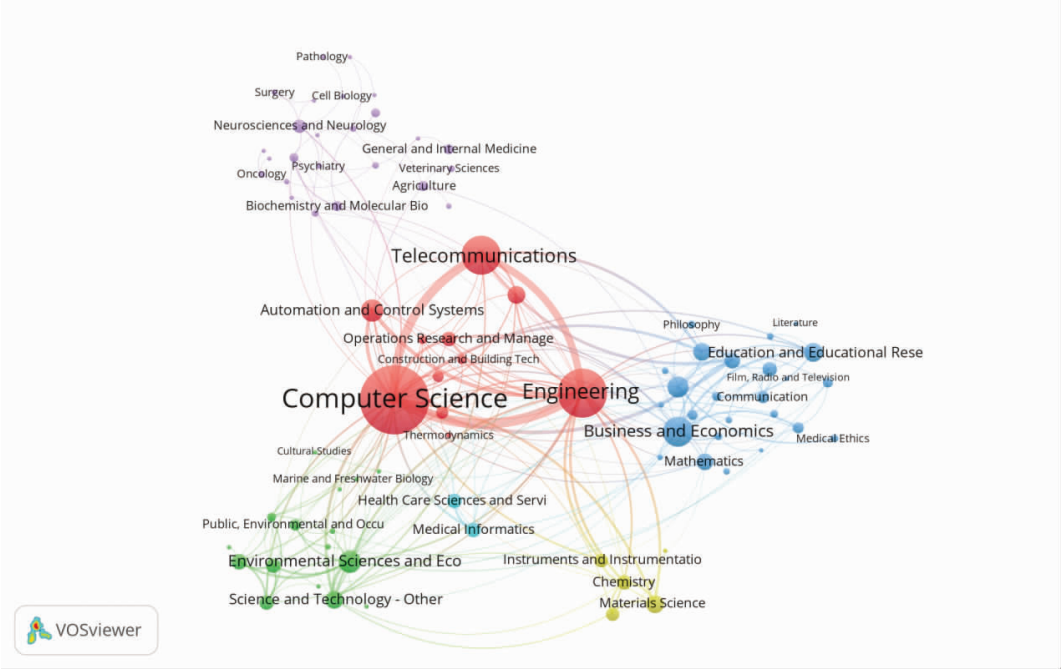 Pathology
Surgery
Cell Biology
Neurosciences and Neurology
General and Internal Medicine
Psychiatry
Veterinary Sciences
Oncology
Agriculture
Biochemistry and Molecular Bio
Telecommunications
Automation and Control Systems
Philosophy
Literature
Operations Research and Manage
Education and Educational Rese
Construction and Building Tech
Film, Radio and Television
Computer Science
Engineering
Communication
Business and Economics
Thermodynamics
Medical Ethics
Cultural Studies
Mathematics
Marine and Freshwater Biology
Health Care Sciences and Servi
Public, Environmental and Occu
Medical Informatics
Environmental Sciences and Eco
Instruments and Instrumentatio
Chemistry
Science and Technology - Other
Materials Science
VOSviewer